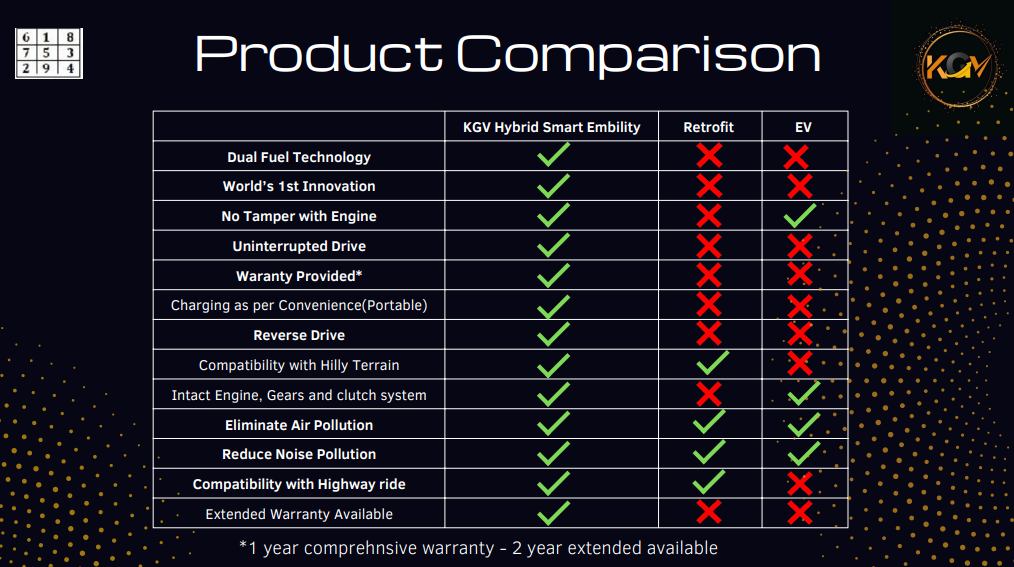 6 1 8
7 5 3
2 9 4
Product Comparison
KGV
KGV Hybrid Smart Embility Retrofit EV
Dual Fuel Technology
World's 1st Innovation
No Tamper with Engine
Uninterrupted Drive
Waranty Provided*
Charging as per Convenience(Portable)
Reverse Drive
Compatibility with Hilly Terrain
Intact Engine, Gears and clutch system
Eliminate Air Pollution
Reduce Noise Pollution
Compatibility with Highway ride
Extended Warranty Available
*1 year comprehnsive warranty - 2 year extended available